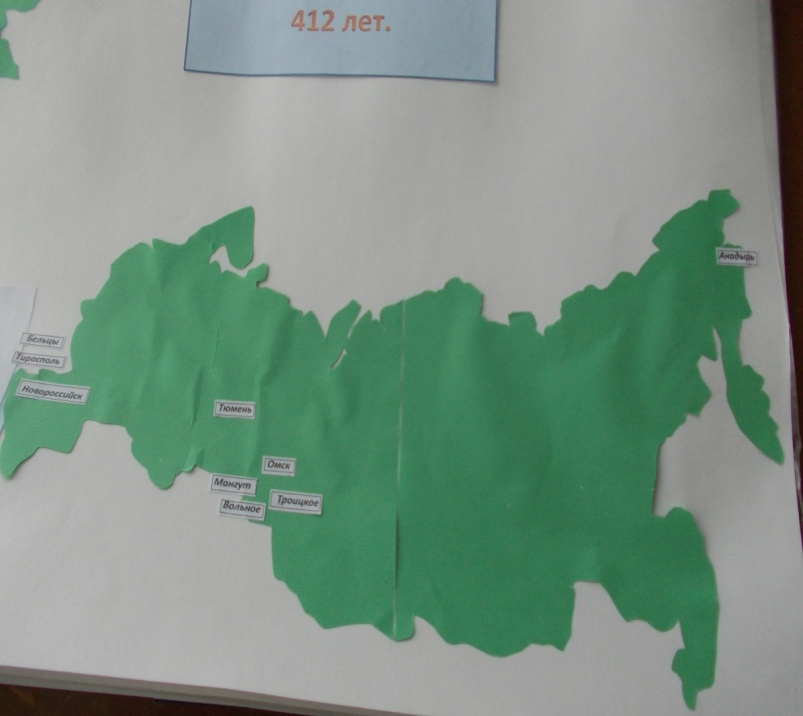 412 лет.
Анадырь
Бельцы
Тирасполь
Новороссийск
Тюмень
Омск
Мангут
Троицкое
Вольное